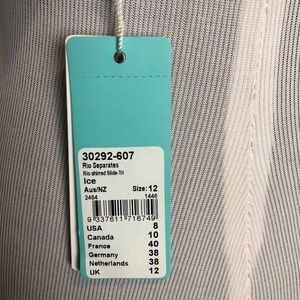 30292-607
Rio Separates
Rio shirred Slide-Tri
Ice
Aus/NZ Size: 12
2464 1446
9 337611 716749
USA 8
Canada 10
France 40
Germany 38
Netherlands 38
UK 12